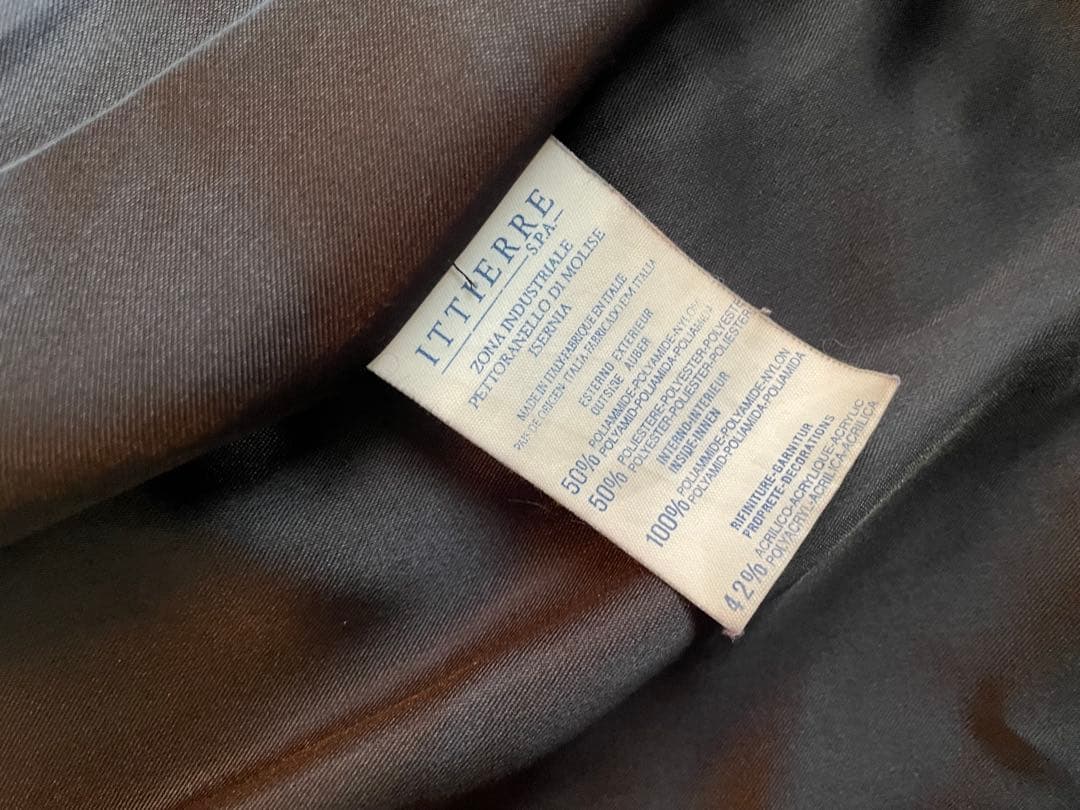 ITTIERRE
S.P.A.
ZONA INDUSTRIALE
PETTORANELLO DI MOLISE
ISERNIA
MADE IN ITALY-FABRIQUE EN ITALIE
PAIS DE ORIGEN-ITALIA-FABRICADO EM ITALIA
ESTERNO EXTERIEUR
OUTSIDE AUBER
50% POLIAMMIDE-POLYAMIDE-NYLON
POLYAMID-POLIAMIDA-POLIAMIDA
50% POLIESTERE-POLYESTER-POLYESTER
POLYESTER-POLIESTER-POLIESTER
INTERNO-INTERIEUR
INSIDE-INNEN
100% POLIAMMIDE-POLYAMIDE-NYLON
POLYAMID-POLIAMIDA-POLIAMIDA
RIFINITURE-GARNITUR
PROPRETE-DECORATIONS
42% ACRILICO-ACRYLIQUE-ACRYLIC
POLYACRYL-ACRILICA-ACRILICA